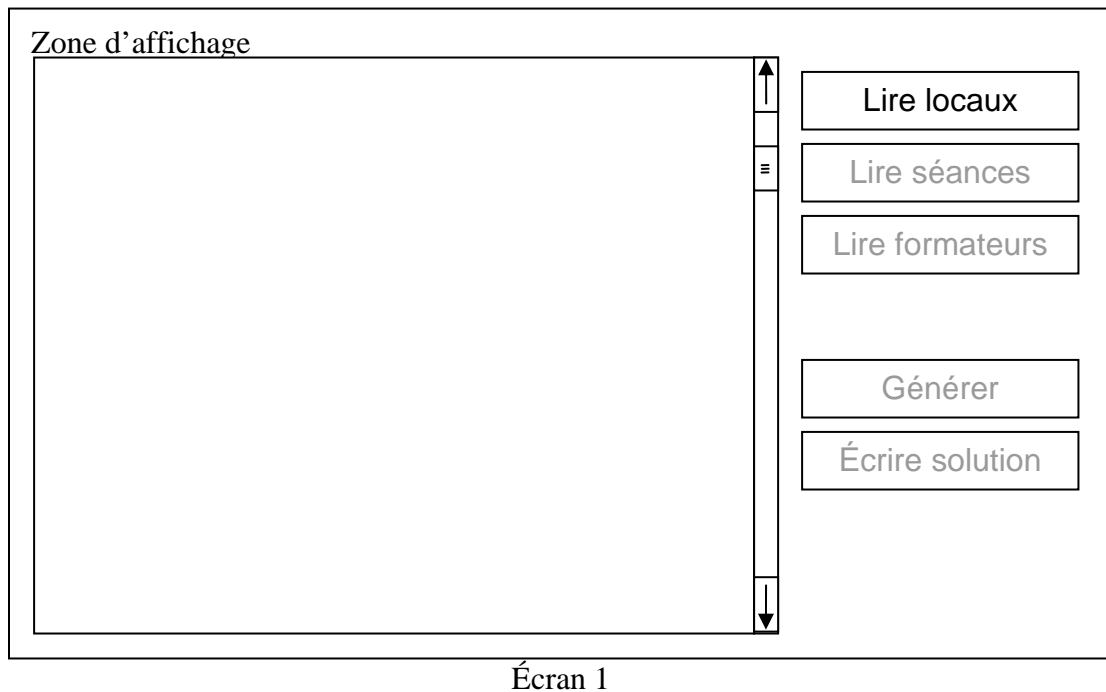 Zone d'affichage
Lire locaux
Lire séances
Lire formateurs
Générer
Écrire solution
Écran 1